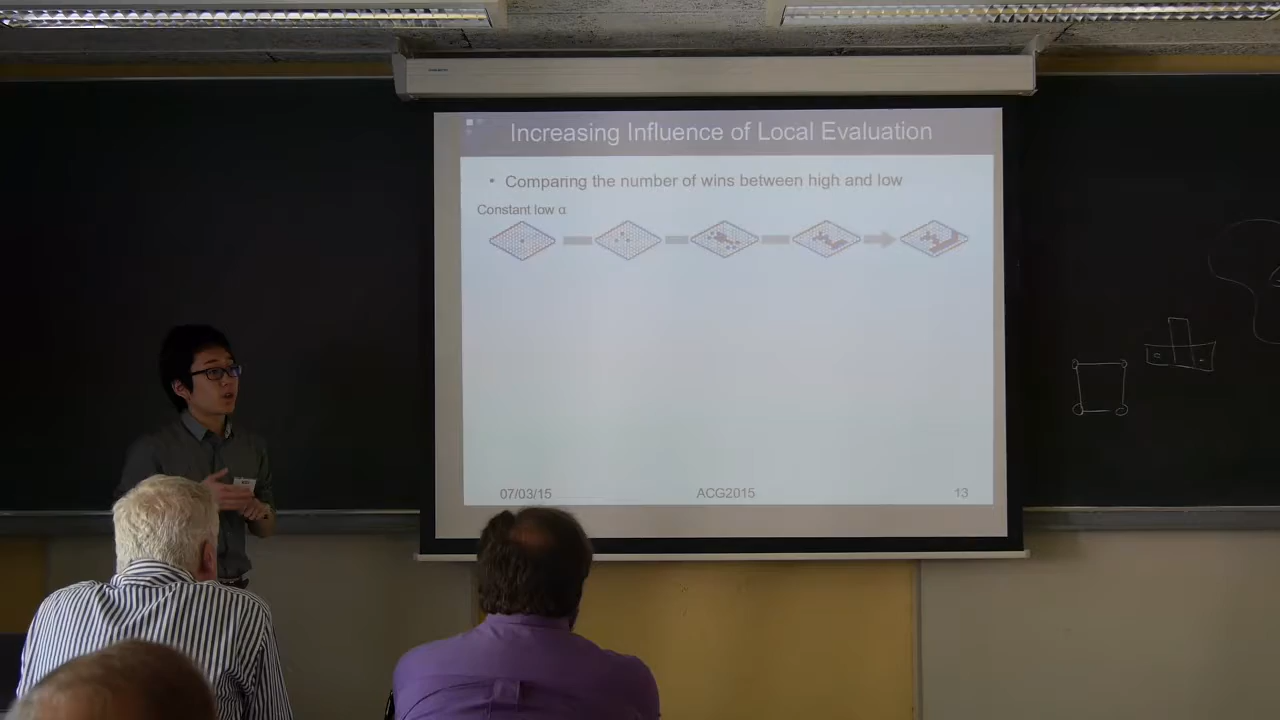 Increasing Influence of Local Evaluation
• Comparing the number of wins between high and low
Constant low α
07/03/15 ACG2015 13